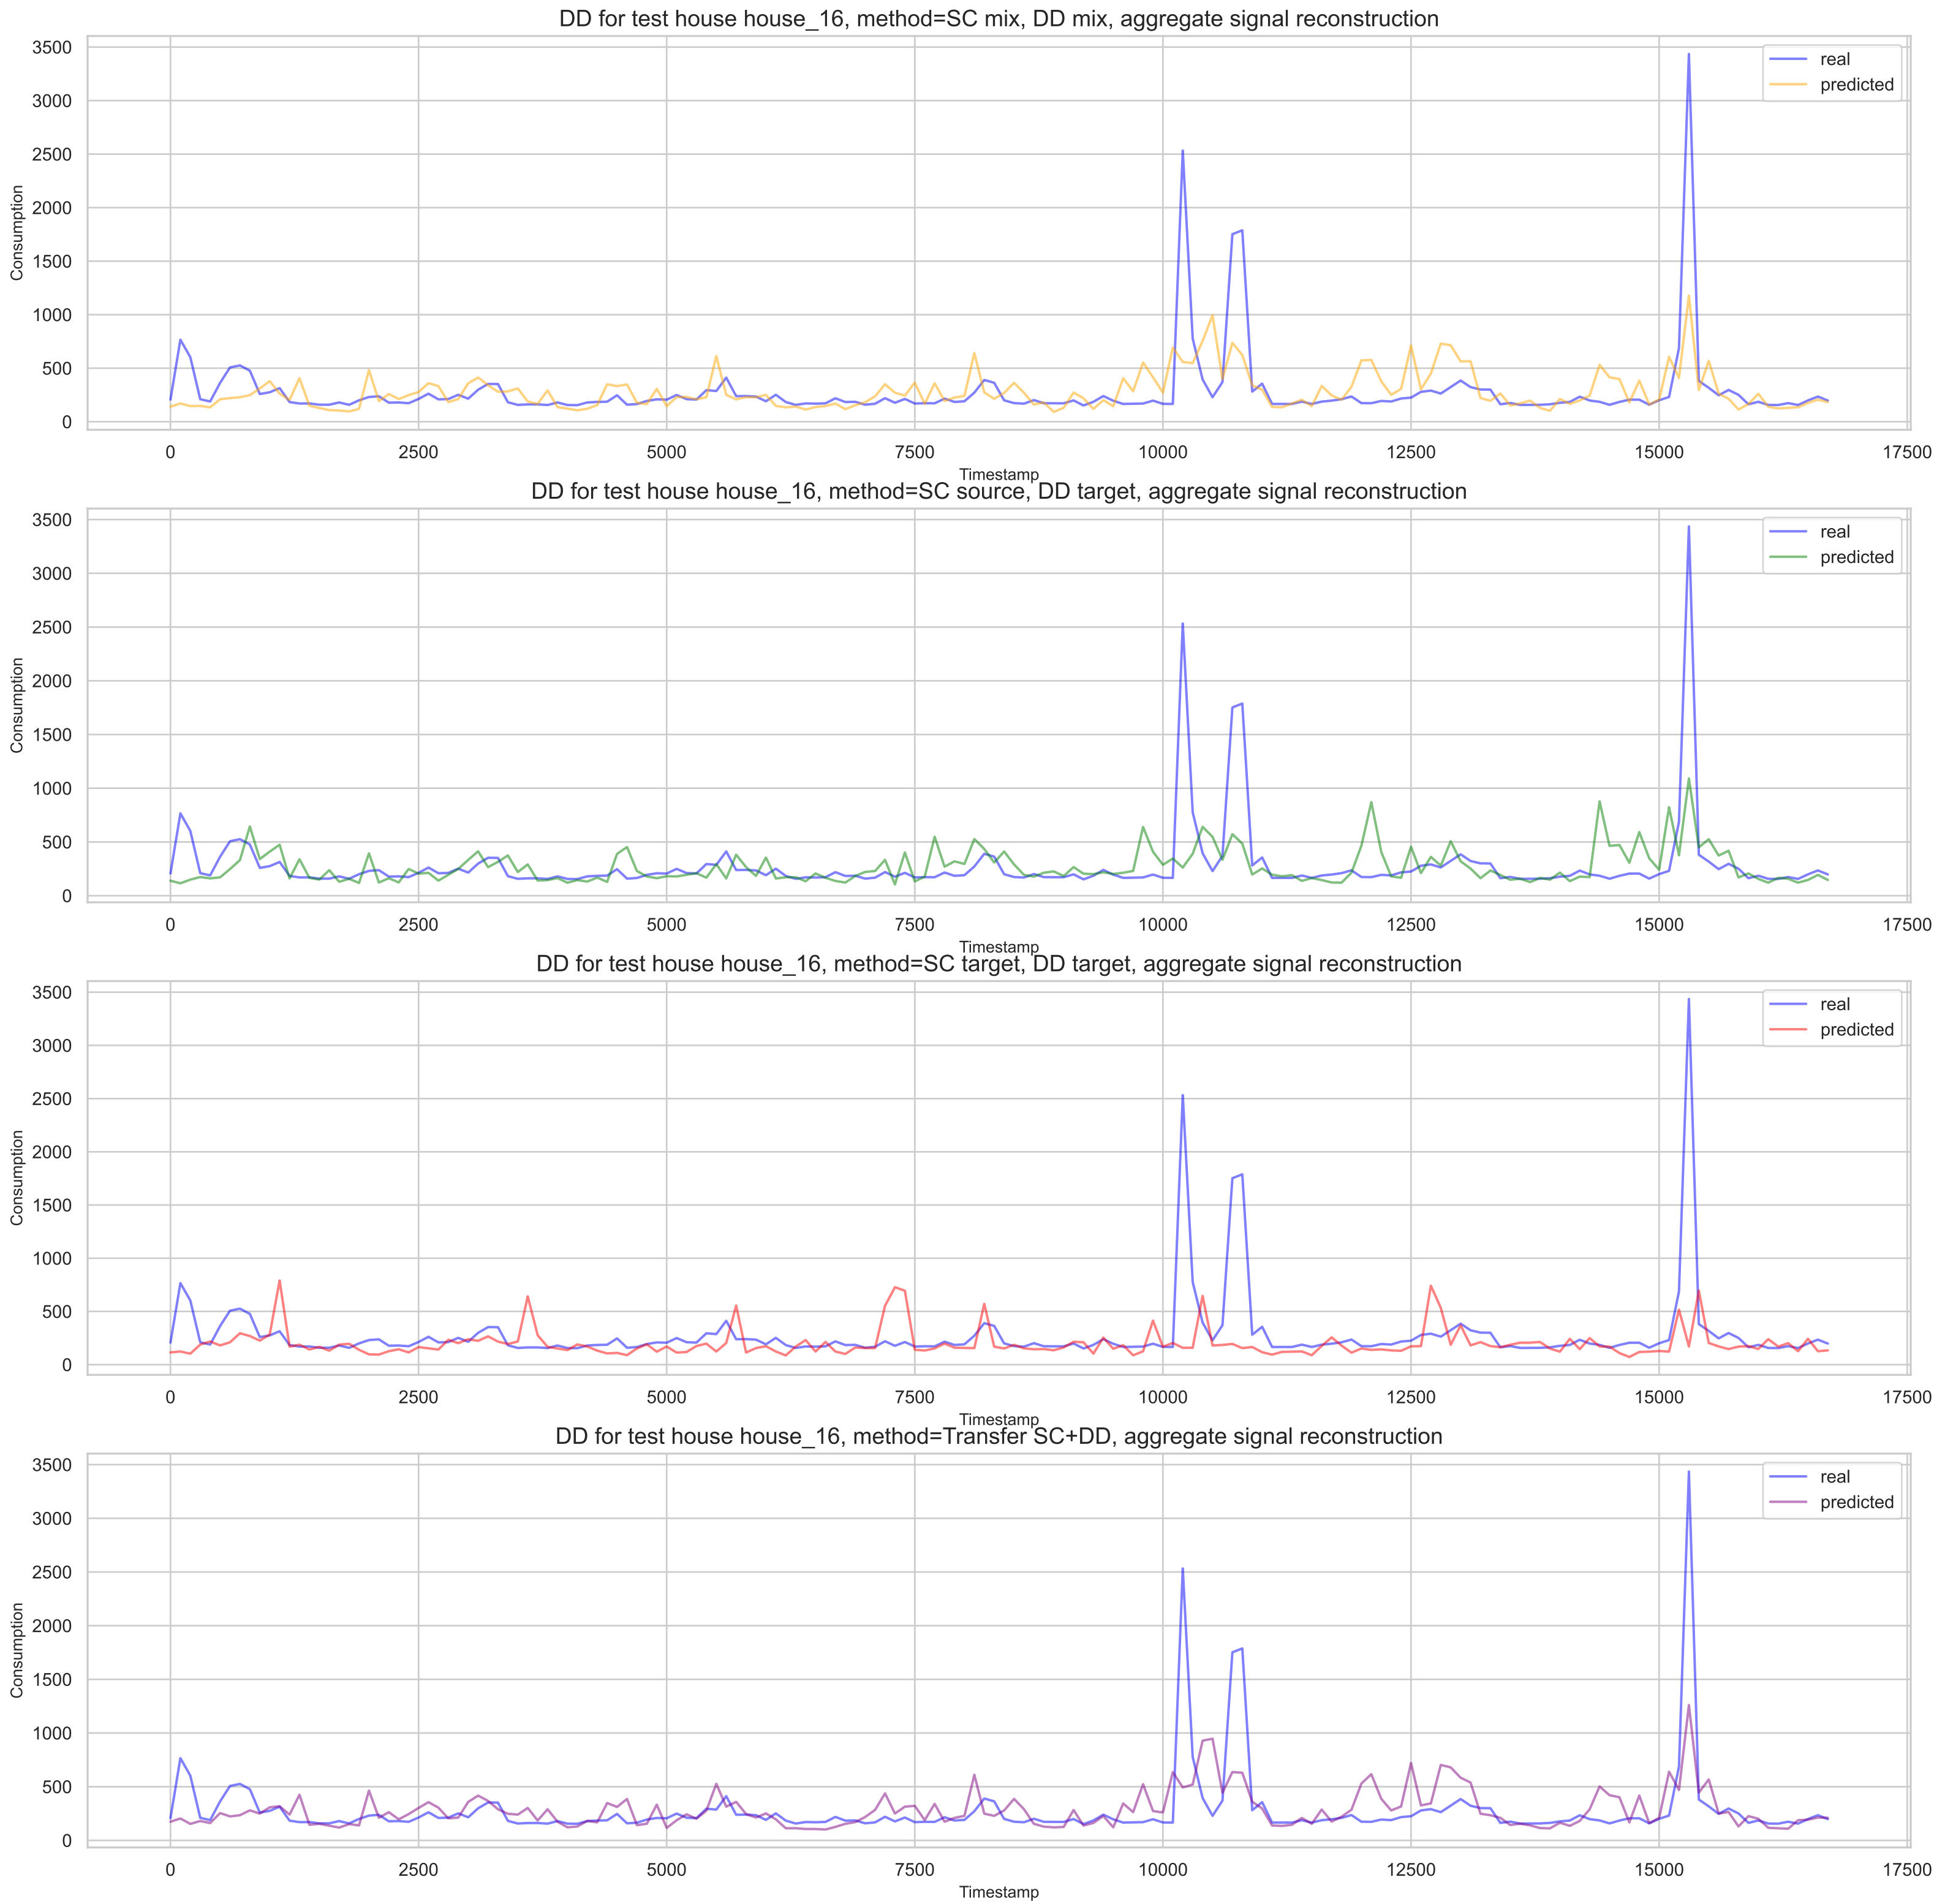 DD for test house house_16, method=SC mix, DD mix, aggregate signal reconstruction
3500
3000
2500
2000
1500
1000
500
0
Consumption
real
predicted
0 2500 5000 7500 10000 12500 15000 17500
Timestamp
DD for test house house_16, method=SC source, DD target, aggregate signal reconstruction
3500
3000
2500
2000
1500
1000
500
0
Consumption
real
predicted
0 2500 5000 7500 10000 12500 15000 17500
Timestamp
DD for test house house_16, method=SC target, DD target, aggregate signal reconstruction
3500
3000
2500
2000
1500
1000
500
0
Consumption
real
predicted
0 2500 5000 7500 10000 12500 15000 17500
Timestamp
DD for test house house_16, method=Transfer SC+DD, aggregate signal reconstruction
3500
3000
2500
2000
1500
1000
500
0
Consumption
real
predicted
0 2500 5000 7500 10000 12500 15000 17500
Timestamp